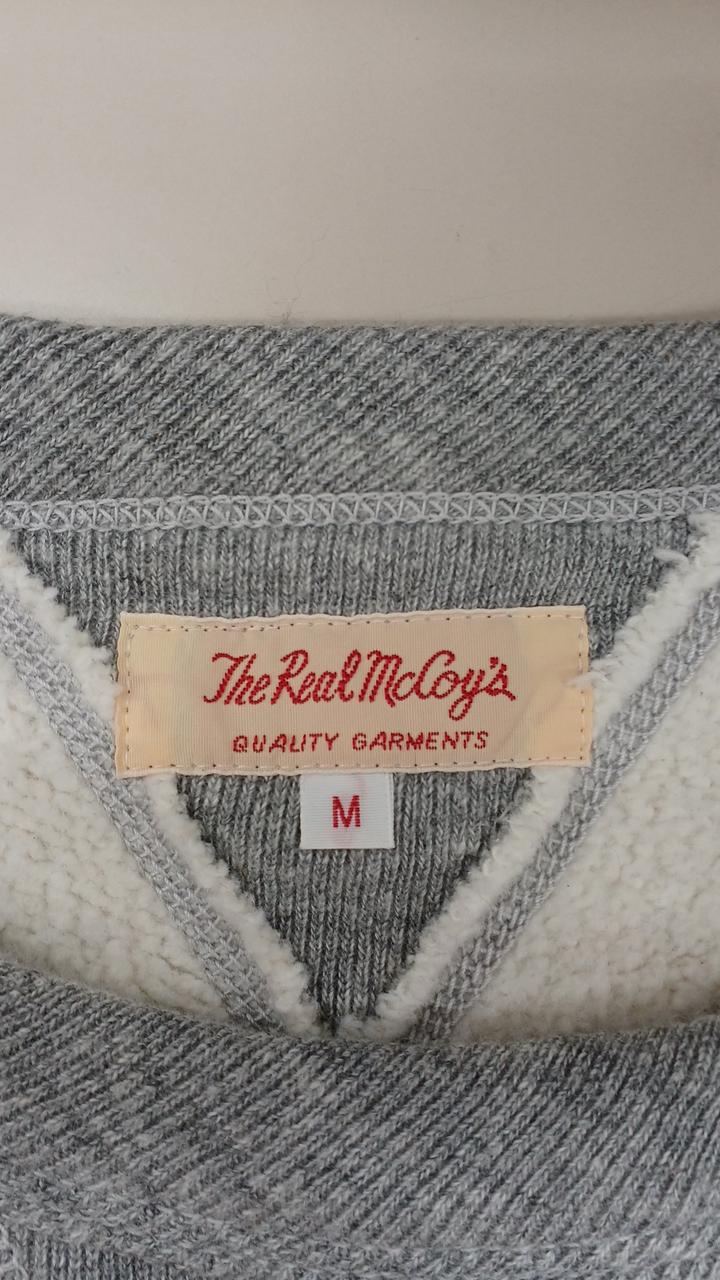 The Real McCoy's
QUALITY GARMENTS
M